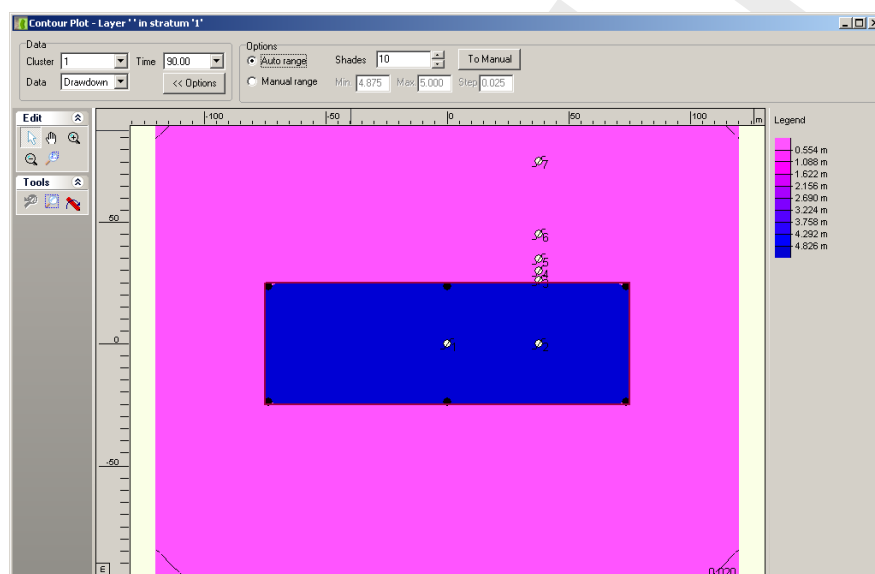 Contour Plot - Layer ' ' in stratum '1'
Data
Cluster 1 Time 90.00
Data Drawdown << Options
Options
Auto range Shades 10 To Manual
Manual range Min 4.875 Max 5.000 Step 0.025
Edit
Tools
-100 -50 0 50 100 m
50
0
-50
m
7
6
5
4
3
1
2
0.020
Legend
0.554 m
1.088 m
1.622 m
2.156 m
2.690 m
3.224 m
3.758 m
4.292 m
4.826 m